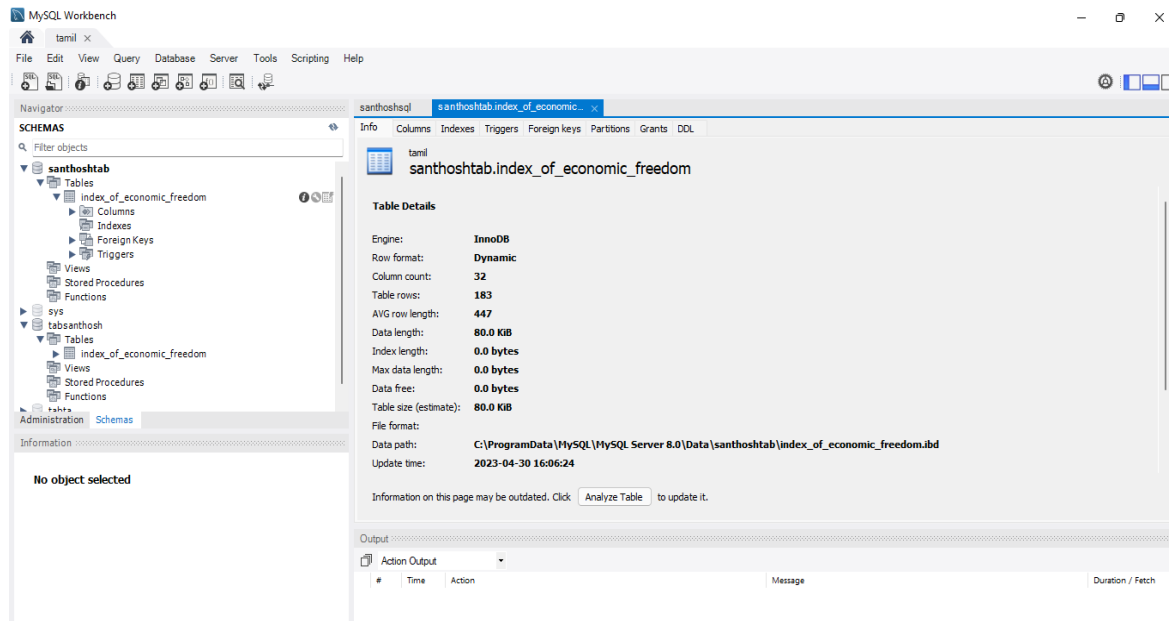 MySQL Workbench
tamil
File Edit View Query Database Server Tools Scripting Help
Navigator
SCHEMAS
Filter objects
santhoshtab
Tables
index_of_economic_freedom
Columns
Indexes
Foreign Keys
Triggers
Views
Stored Procedures
Functions
sys
tabsanthosh
Tables
index_of_economic_freedom
Views
Stored Procedures
Functions
Administration Schemas
Information
No object selected
santhoshsql santhoshtab.index_of_economic...
Info Columns Indexes Triggers Foreign keys Partitions Grants DDL
tamil
santhoshtab.index_of_economic_freedom
Table Details
Engine: InnoDB
Row format: Dynamic
Column count: 32
Table rows: 183
AVG row length: 447
Data length: 80.0 KiB
Index length: 0.0 bytes
Max data length: 0.0 bytes
Data free: 0.0 bytes
Table size (estimate): 80.0 KiB
File format:
Data path: C:\ProgramData\MySQL\MySQL Server 8.0\Data\santhoshtab\index_of_economic_freedom.ibd
Update time: 2023-04-30 16:06:24
Information on this page may be outdated. Click Analyze Table to update it.
Output
Action Output
# Time Action Message Duration / Fetch